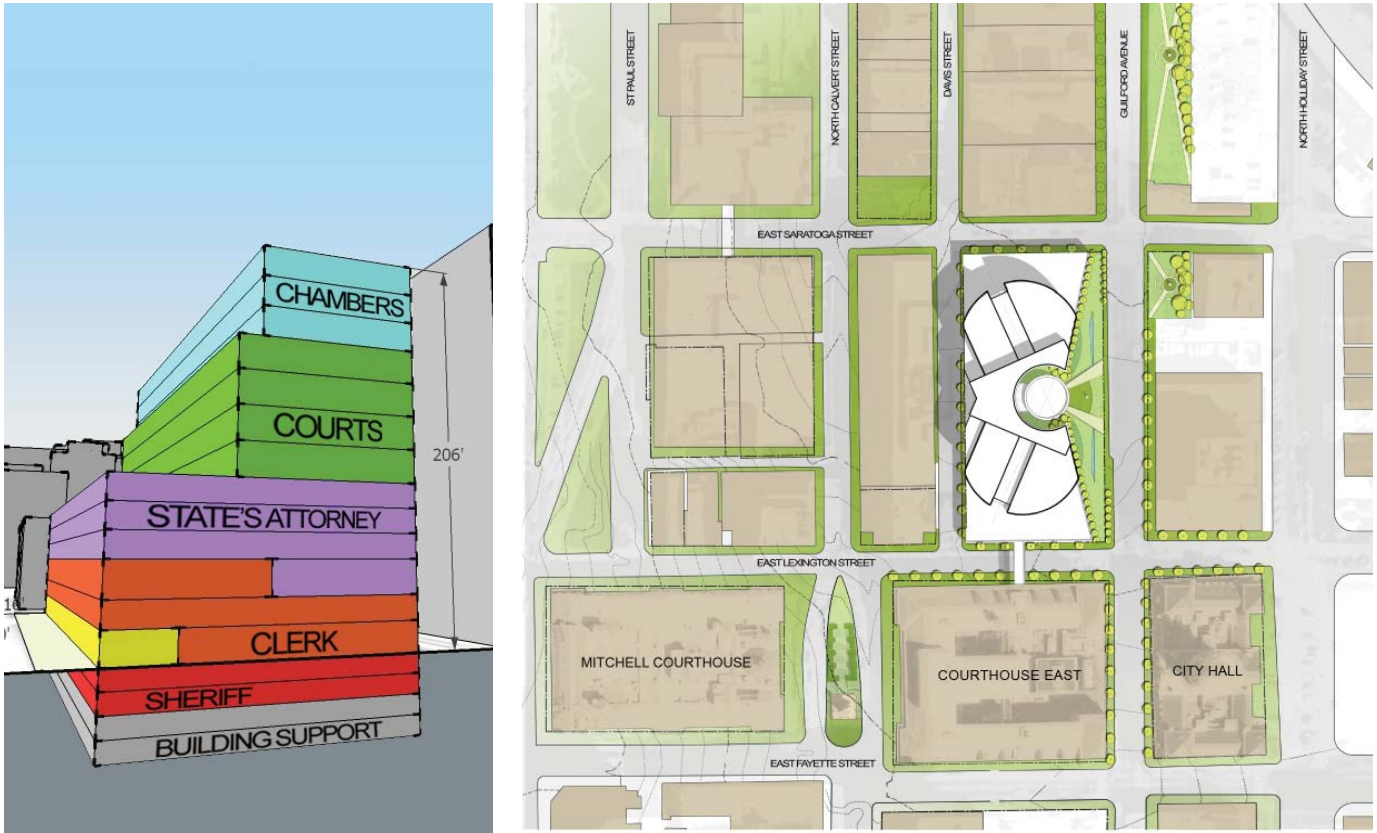 CHAMBERS
COURTS
206'
STATE'S ATTORNEY
CLERK
SHERIFF
BUILDING SUPPORT
ST PAUL STREET
NORTH CALVERT STREET
DAVIS STREET
GUILFORD AVENUE
NORTH HOLLIDAY STREET
EAST SARATOGA STREET
EAST LEXINGTON STREET
MITCHELL COURTHOUSE
COURTHOUSE EAST
CITY HALL
EAST FAYETTE STREET